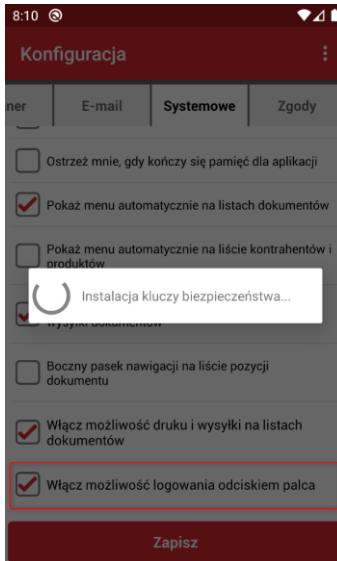 8:10
Konfiguracja
ner E-mail Systemowe Zgody
Ostrzeż mnie, gdy kończy się pamięć dla aplikacji
Pokaż menu automatycznie na listach dokumentów
Pokaż menu automatycznie na liście kontrahentów i
produktów
Instalacja kluczy bezpieczeństwa...
wysyłki dokumentów
Boczny pasek nawigacji na liście pozycji
dokumentu
Włącz możliwość druku i wysyłki na listach
dokumentów
Włącz możliwość logowania odciskiem palca
Zapisz